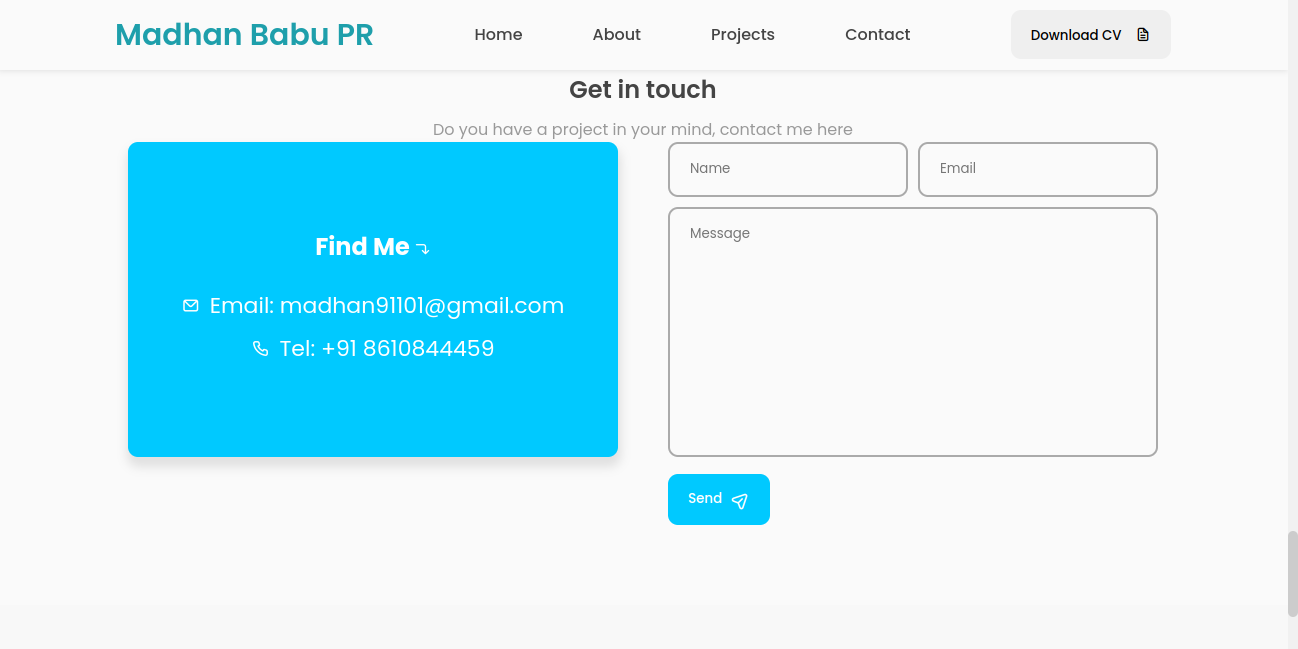 Madhan Babu PR
Home
About
Projects
Contact
Download CV
Get in touch
Do you have a project in your mind, contact me here
Find Me
Email: madhan91101@gmail.com
Tel: +91 8610844459
Name
Email
Message
Send